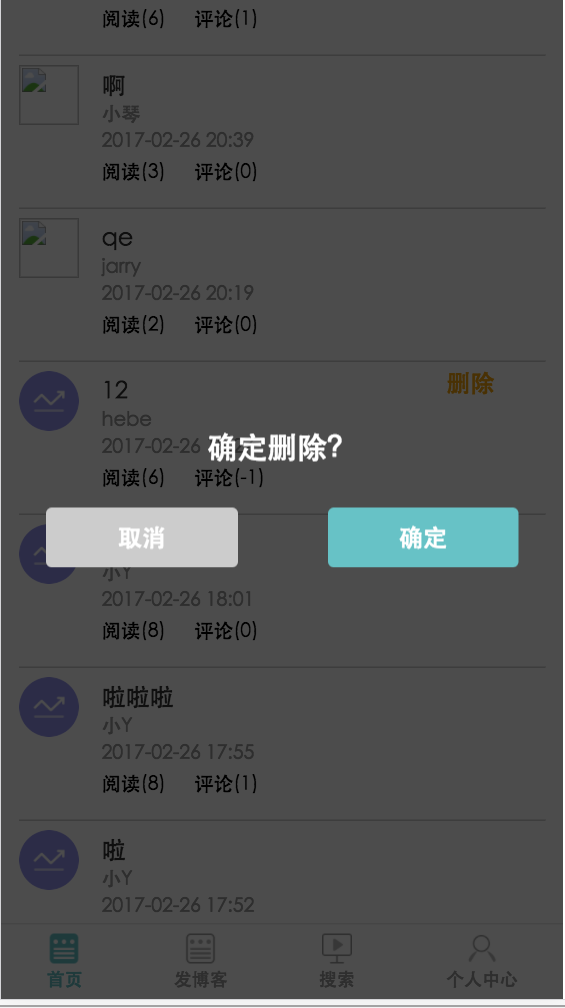 阅读(6) 评论(1)
啊
小琴
2017-02-26 20:39
阅读(3) 评论(0)
qe
jarry
2017-02-26 20:19
阅读(2) 评论(0)
12 删除
hebe
2017-02-26
确定删除?
阅读(6) 评论(-1)
取消 确定
小Y
2017-02-26 18:01
阅读(8) 评论(0)
啦啦啦
小Y
2017-02-26 17:55
阅读(8) 评论(1)
啦
小Y
2017-02-26 17:52
首页 发博客 搜索 个人中心